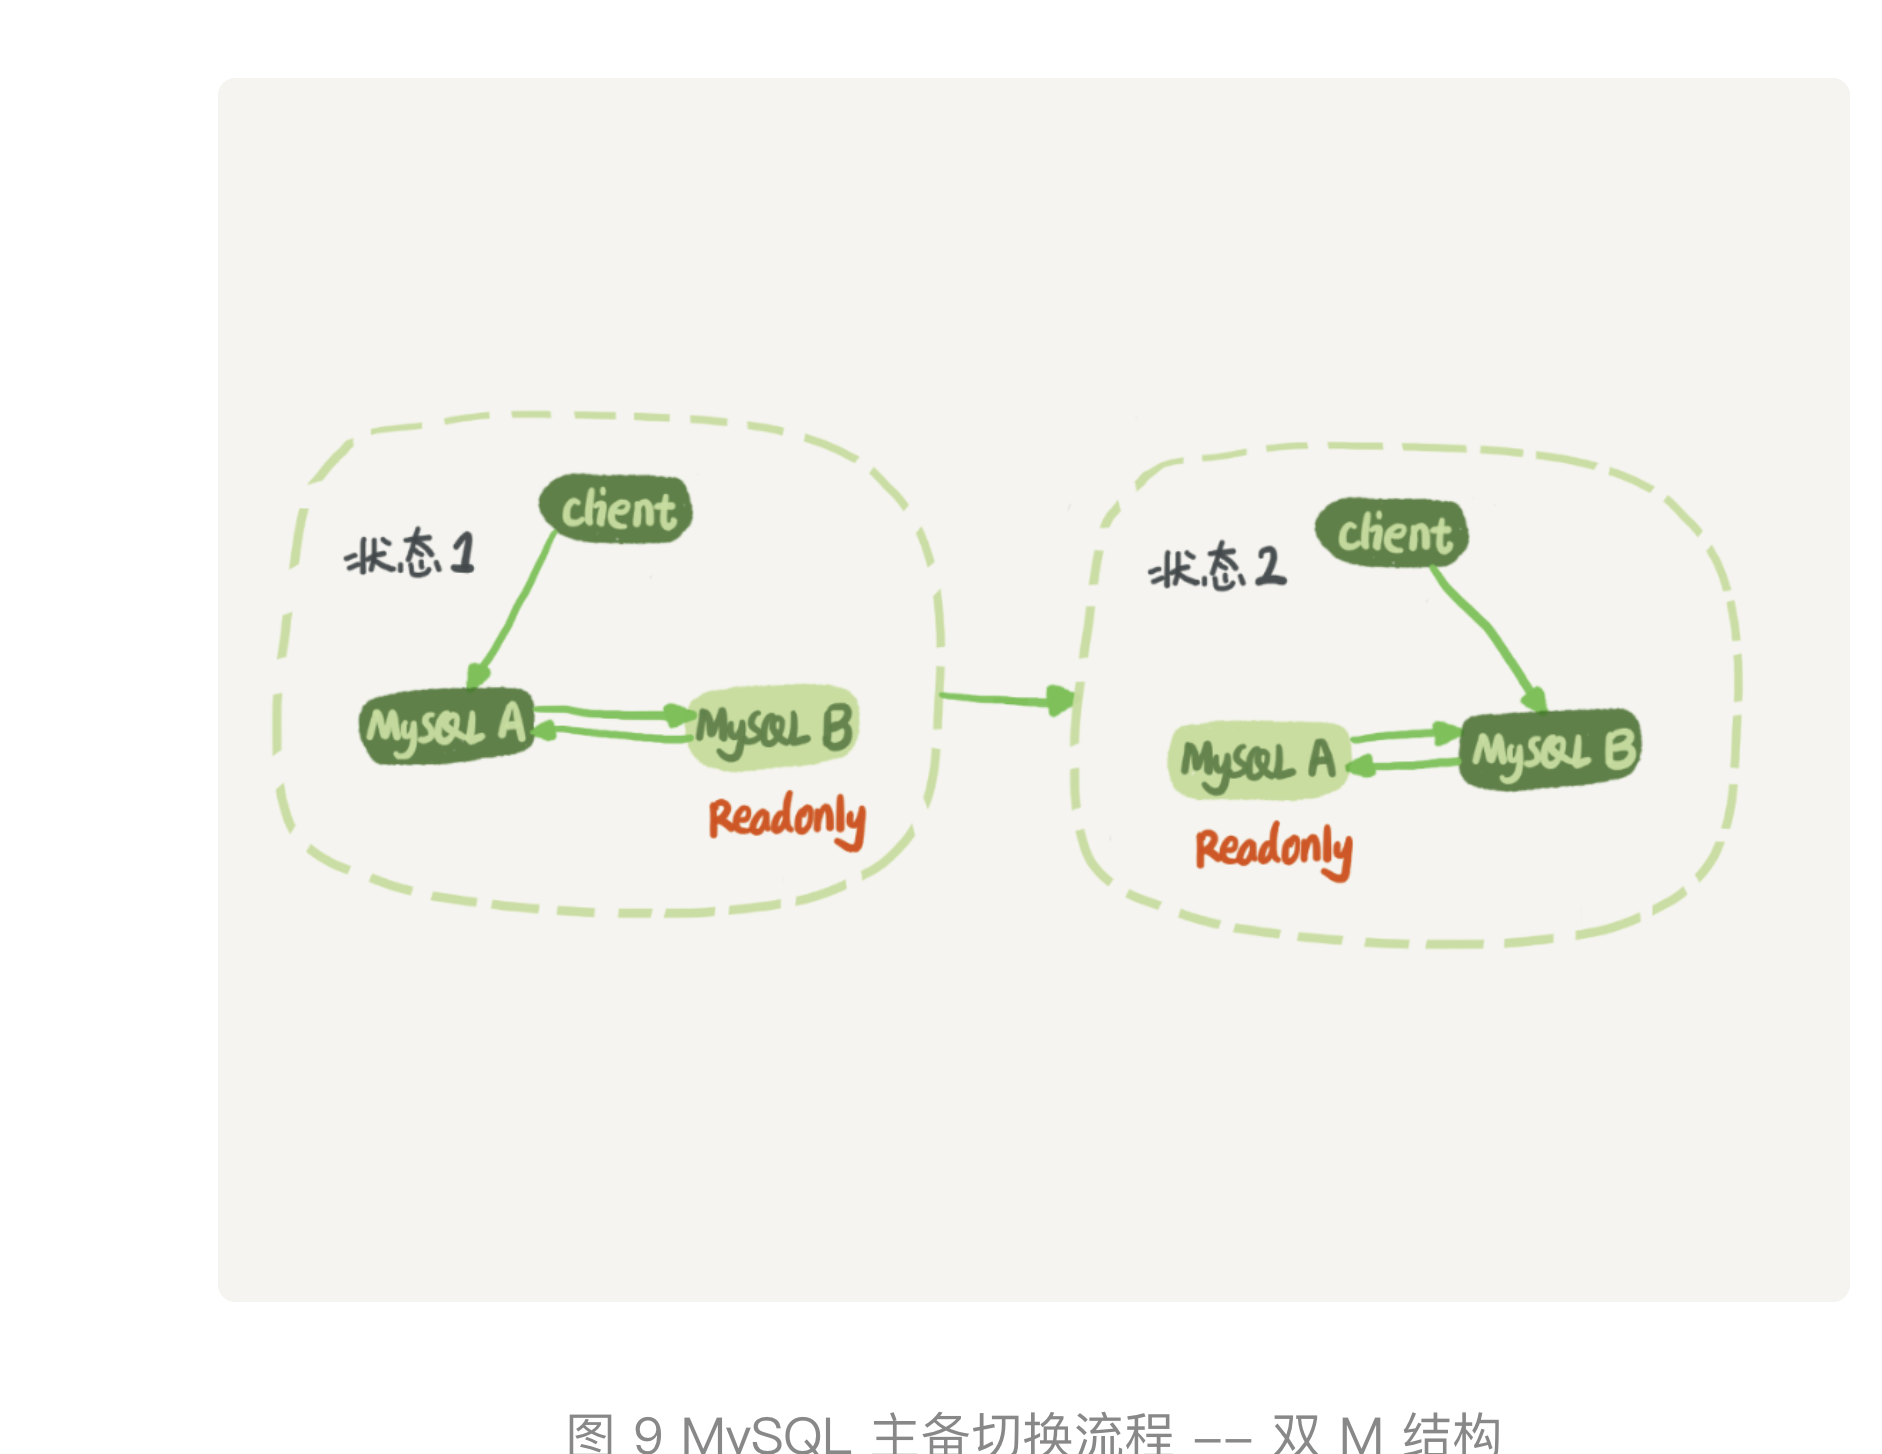 client
状态1
MySQL A
MySQL B
Readonly
client
状态2
MySQL A
MySQL B
Readonly
图 9 MySQL 主备切换流程 -- 双 M 结构